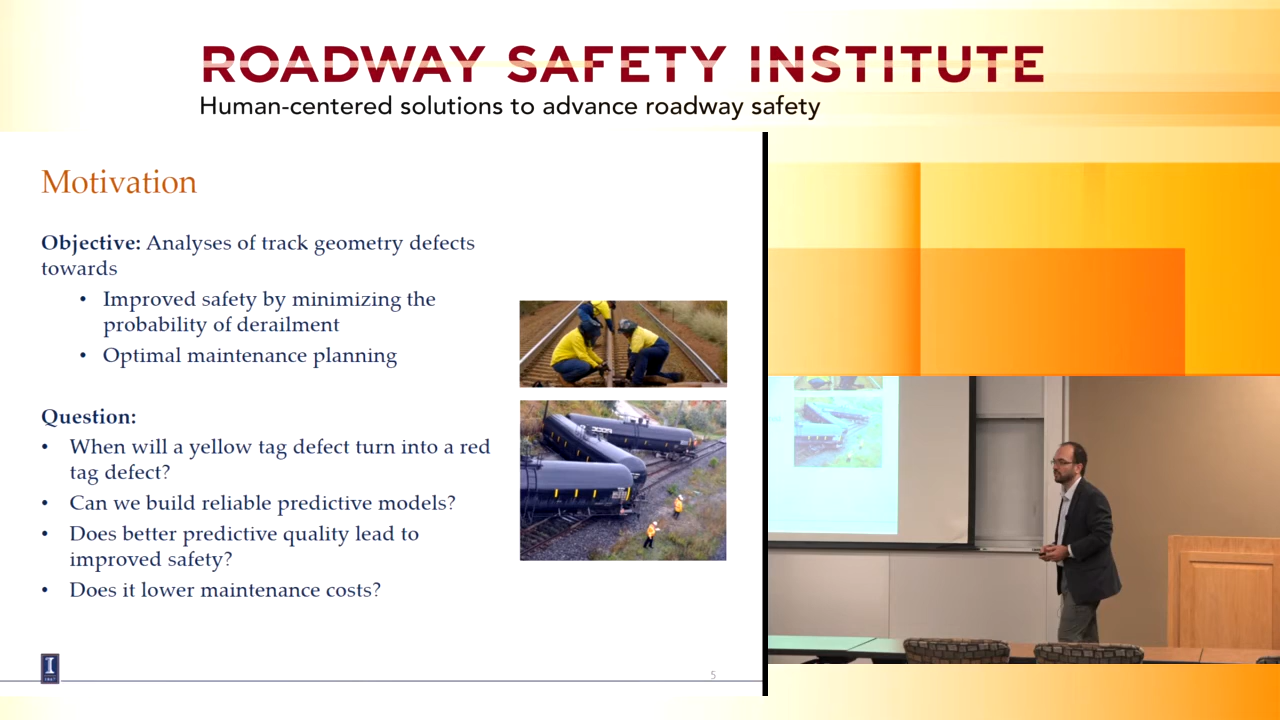 ROADWAY SAFETY INSTITUTE
Human-centered solutions to advance roadway safety
Motivation
Objective: Analyses of track geometry defects
towards
• Improved safety by minimizing the
probability of derailment
• Optimal maintenance planning
Question:
• When will a yellow tag defect turn into a red
tag defect?
• Can we build reliable predictive models?
• Does better predictive quality lead to
improved safety?
• Does it lower maintenance costs?
I
5